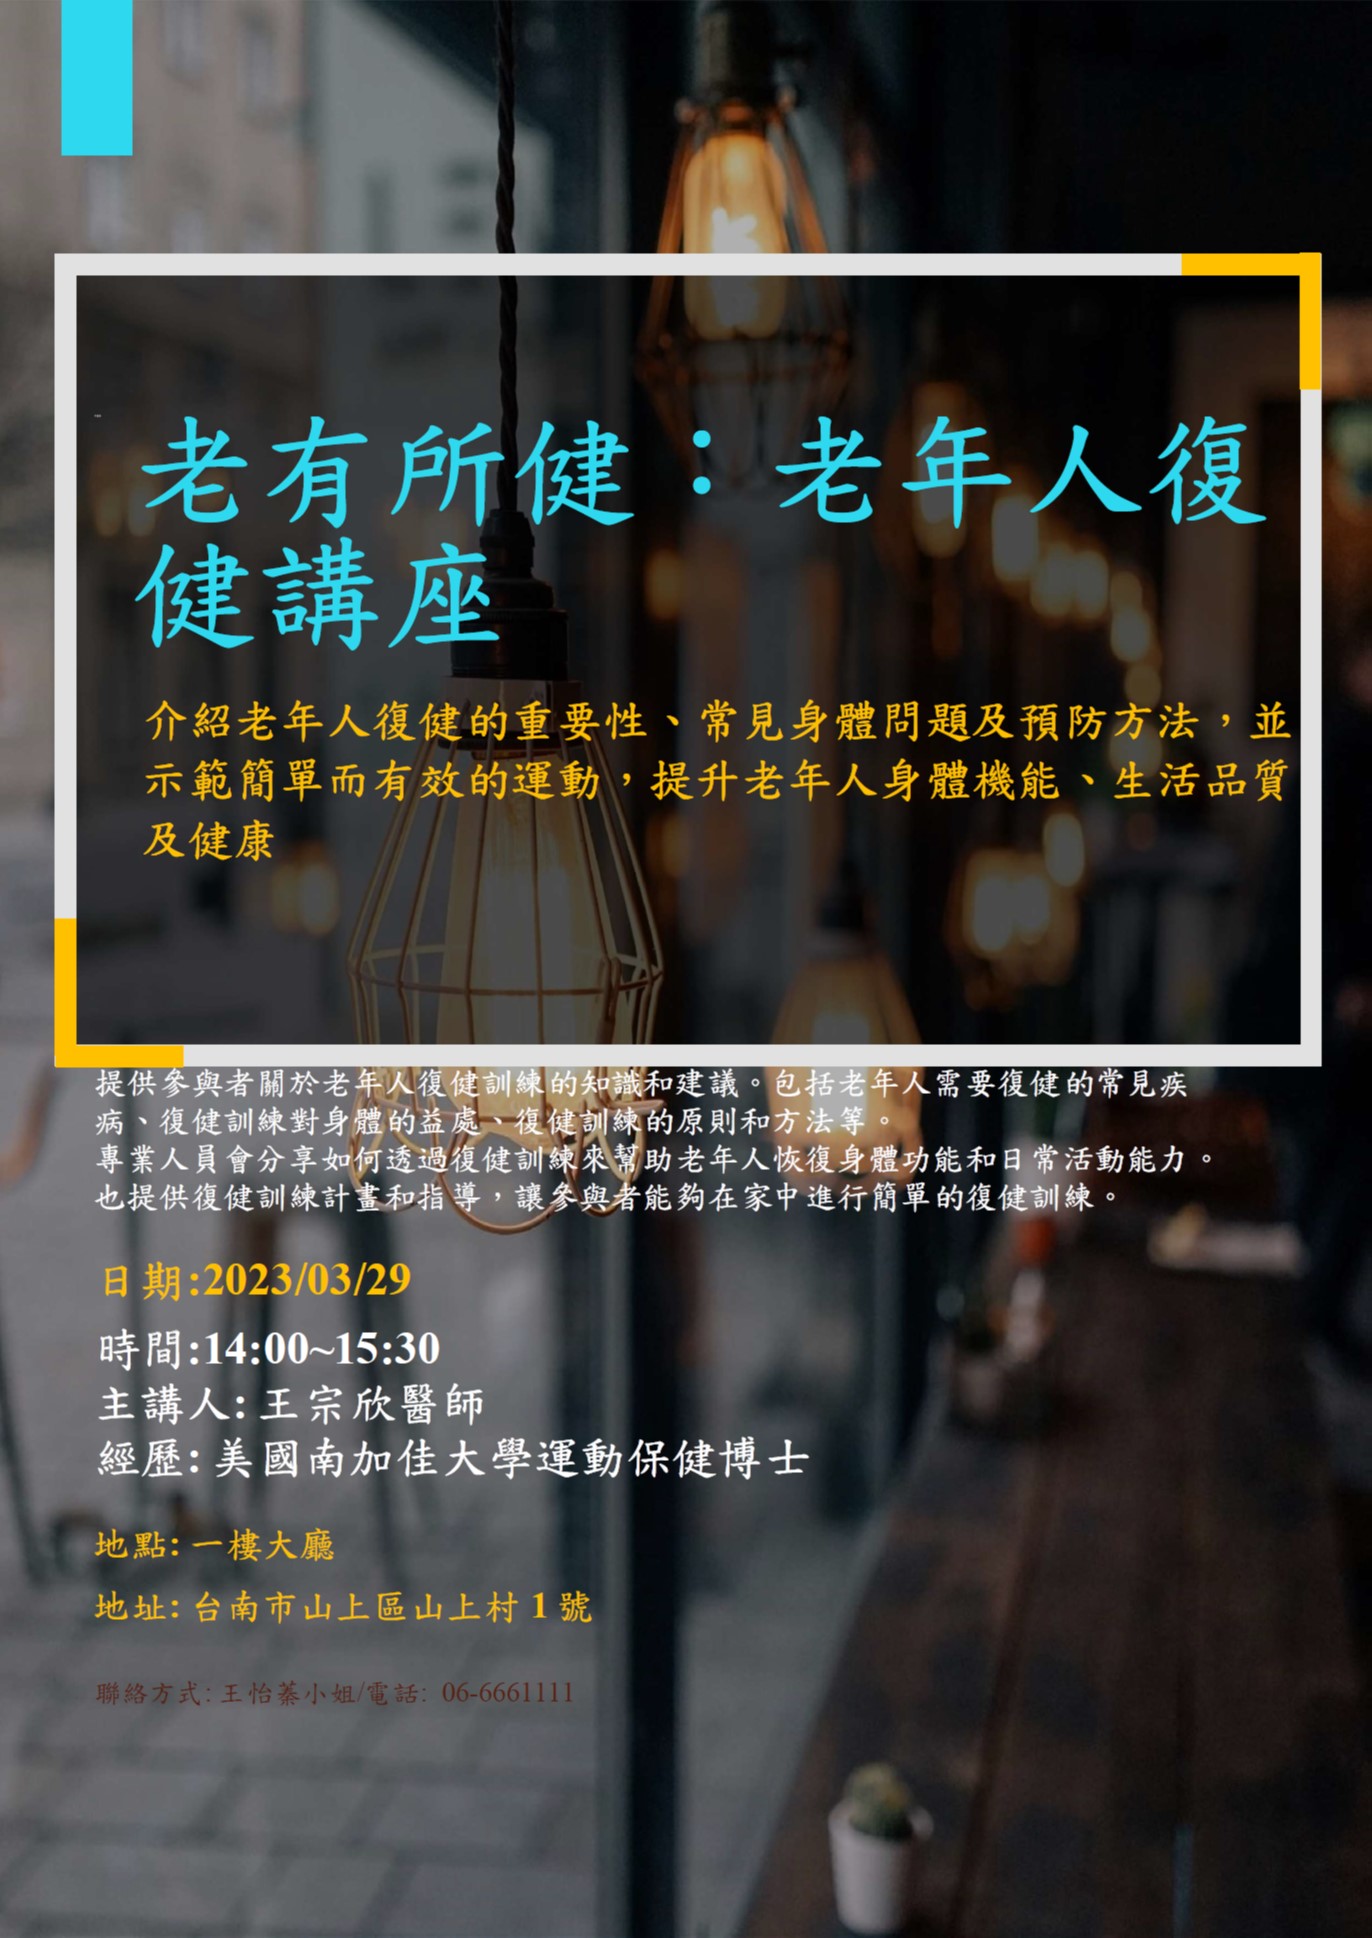 老有所健：老年人復
健講座
介紹老年人復健的重要性、常見身體問題及預防方法，並
示範簡單而有效的運動，提升老年人身體機能、生活品質
及健康
提供參與者關於老年人復健訓練的知識和建議。包括老年人需要復健的常見疾
病、復健訓練對身體的益處、復健訓練的原則和方法等。
專業人員會分享如何透過復健訓練來幫助老年人恢復身體功能和日常活動能力。
也提供復健訓練計畫和指導，讓參與者能夠在家中進行簡單的復健訓練。
日期:2023/03/29
時間:14:00~15:30
主講人: 王宗欣醫師
經歷: 美國南加佳大學運動保健博士
地點: 一樓大廳
地址: 台南市山上區山上村 1 號
聯絡方式: 王怡蓁小姐/電話: 06-6661111